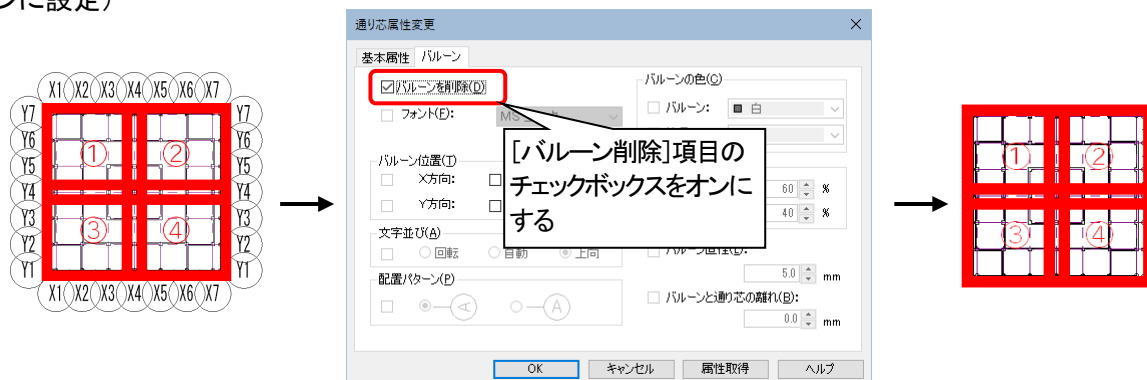 ンに設定）
X1 X2 X3 X4 X5 X6 X7
Y7 Y7
Y6 Y6
Y5 Y5
Y4 Y4
Y3 Y3
Y2 Y2
Y1 Y1
① ②
③ ④
X1 X2 X3 X4 X5 X6 X7
通り芯属性変更
基本属性 バルーン
バルーンを削除(D)
フォント(F):
バルーンの色(C)
バルーン: 白
[バルーン削除]項目の
チェックボックスをオンに
する
バルーン位置(T)
X方向:
Y方向:
60 %
40 %
文字並び(A)
回転 自動 上向
配置パターン(P)
A A
5.0 mm
バルーンと通り芯の離れ(B):
0.0 mm
OK キャンセル 属性取得 ヘルプ
① ②
③ ④